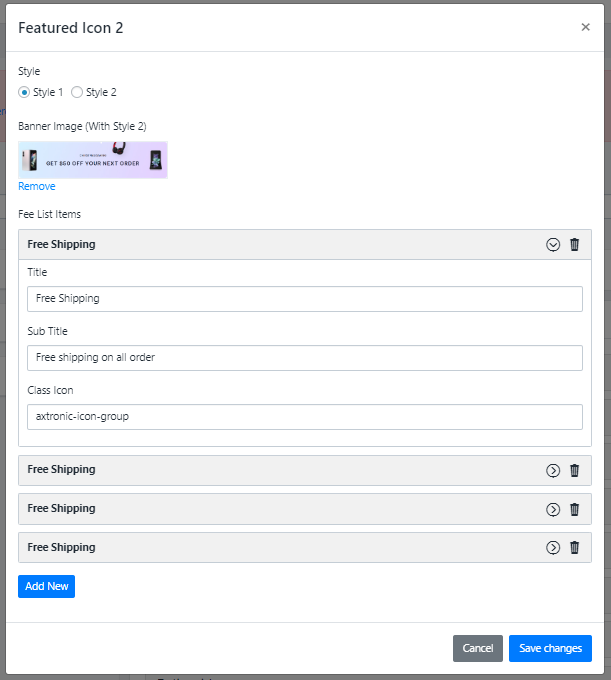 Featured Icon 2
×
Style
Style 1 Style 2
Banner Image (With Style 2)
GET $60 OFF YOUR NEXT ORDER
Remove
Fee List Items
Free Shipping
Title
Free Shipping
Sub Title
Free shipping on all order
Class Icon
axtronic-icon-group
Free Shipping
Free Shipping
Free Shipping
Add New
Cancel Save changes